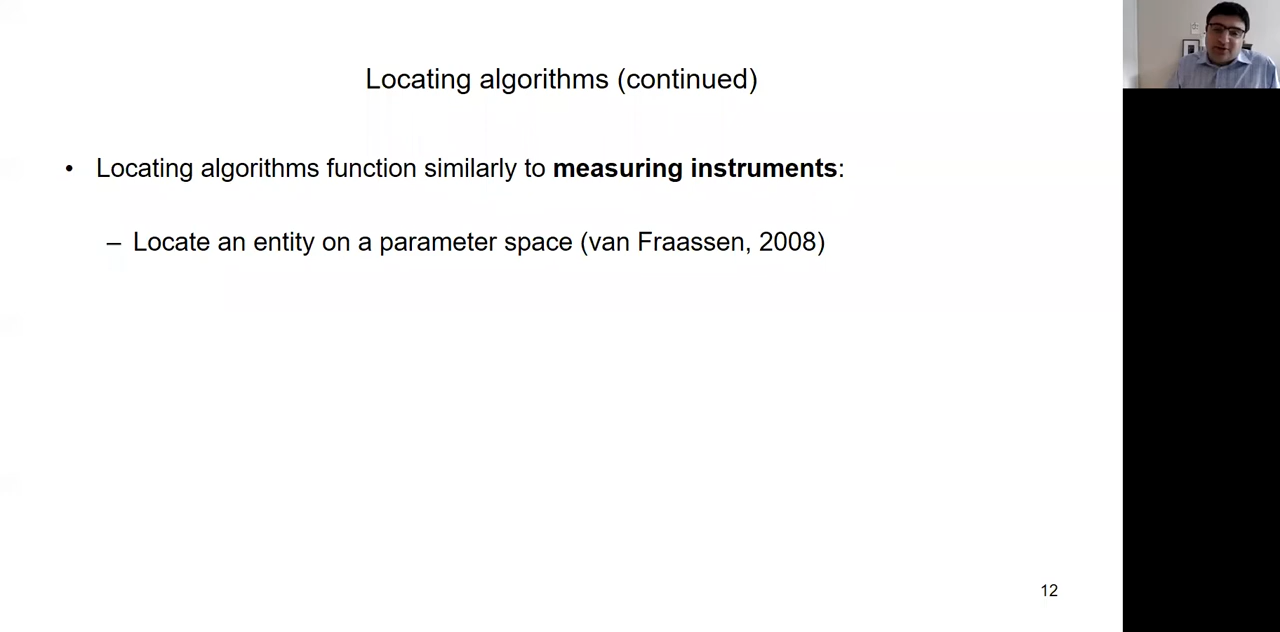 Locating algorithms (continued)
• Locating algorithms function similarly to measuring instruments:
– Locate an entity on a parameter space (van Fraassen, 2008)
12